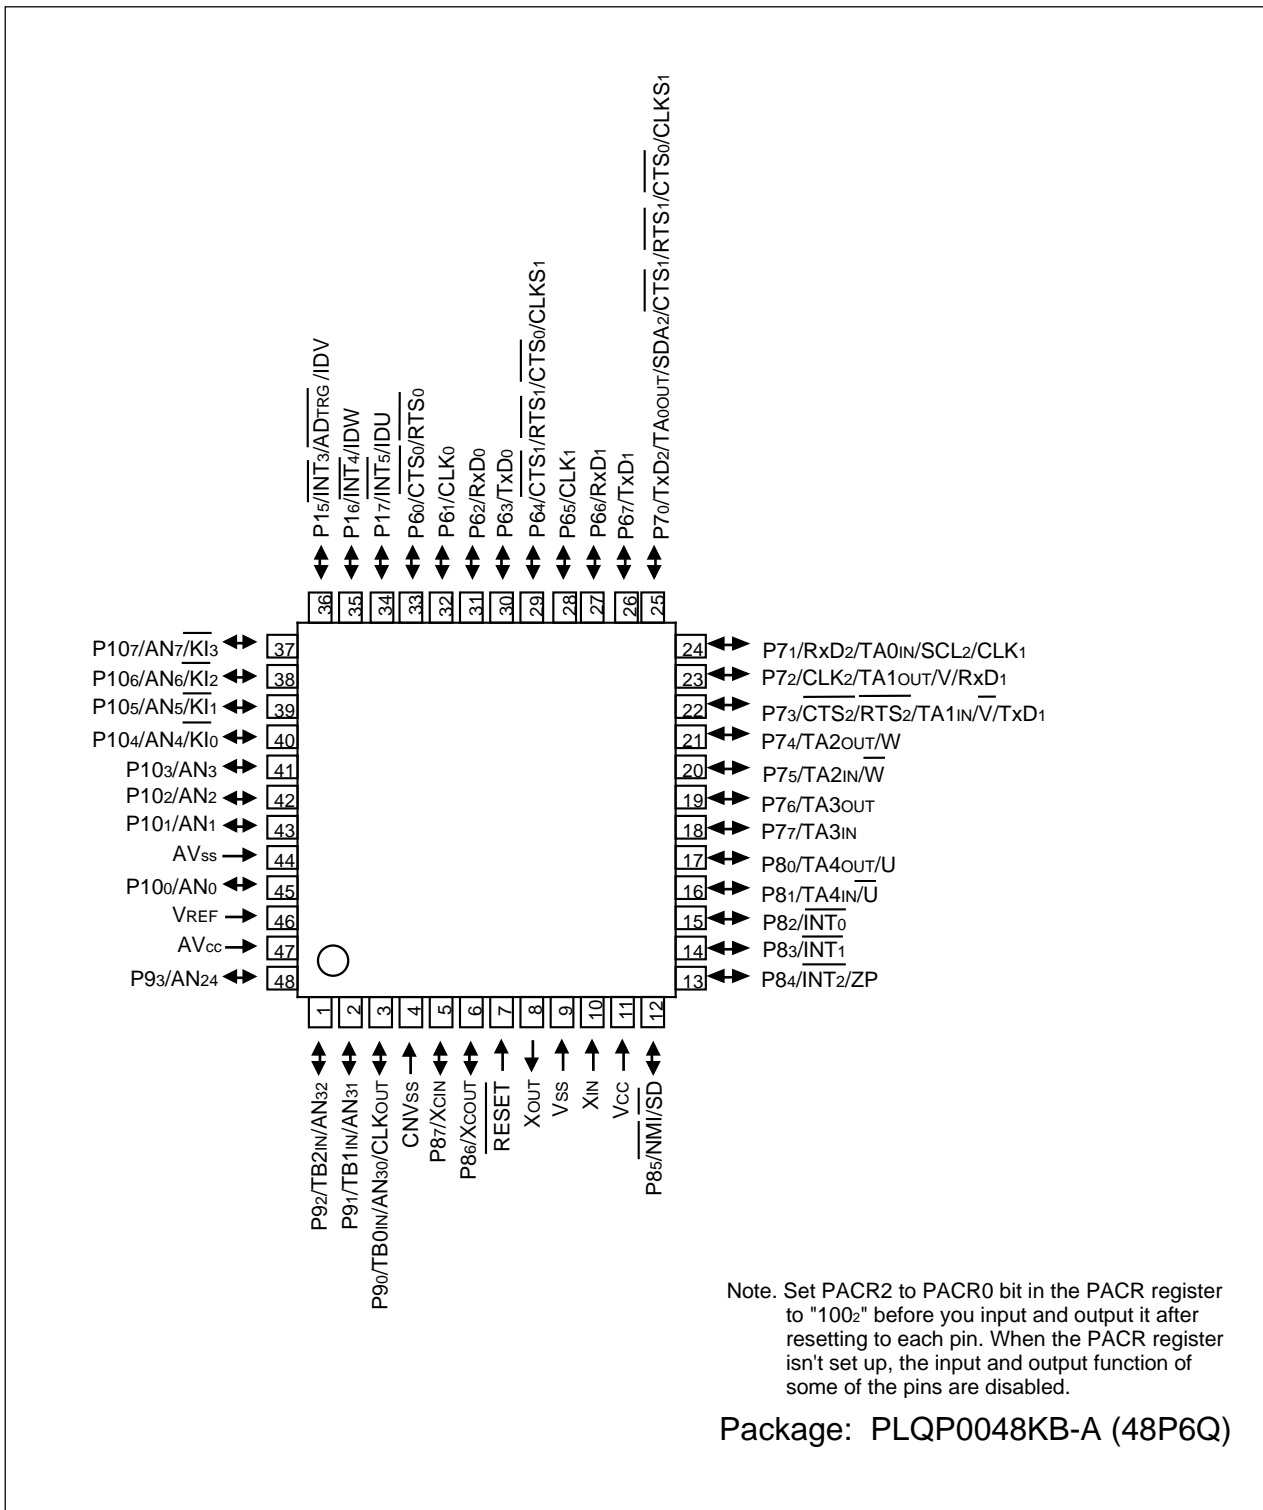 P15/INT3/ADTRG/IDV
P16/INT4/IDW
P17/INT5/IDU
P60/CTS0/RTS0
P61/CLK0
P62/RxD0
P63/TxD0
P64/CTS1/RTS1/CTS0/CLKS1
P65/CLK1
P66/RxD1
P67/TxD1
P70/TxD2/TA0OUT/SDA2/CTS1/RTS1/CTS0/CLKS1
36 35 34 33 32 31 30 29 28 27 26 25
P107/AN7/KI3 37
P106/AN6/KI2 38
P105/AN5/KI1 39
P104/AN4/KI0 40
P103/AN3 41
P102/AN2 42
P101/AN1 43
AVss 44
P100/AN0 45
VREF 46
AVcc 47
P93/AN24 48
24 P71/RxD2/TA0IN/SCL2/CLK1
23 P72/CLK2/TA1OUT/V/RxD1
22 P73/CTS2/RTS2/TA1IN/V/TxD1
21 P74/TA2OUT/W
20 P75/TA2IN/W
19 P76/TA3OUT
18 P77/TA3IN
17 P80/TA4OUT/U
16 P81/TA4IN/U
15 P82/INT0
14 P83/INT1
13 P84/INT2/ZP
1 2 3 4 5 6 7 8 9 10 11 12
P92/TB2IN/AN32
P91/TB1IN/AN31
P90/TB0IN/AN30/CLKOUT
CNVss
P87/XCIN
P86/XCOUT
RESET
XOUT
Vss
XIN
VCC
P85/NMI/SD
Note. Set PACR2 to PACR0 bit in the PACR register
to "1002" before you input and output it after
resetting to each pin. When the PACR register
isn't set up, the input and output function of
some of the pins are disabled.
Package: PLQP0048KB-A (48P6Q)